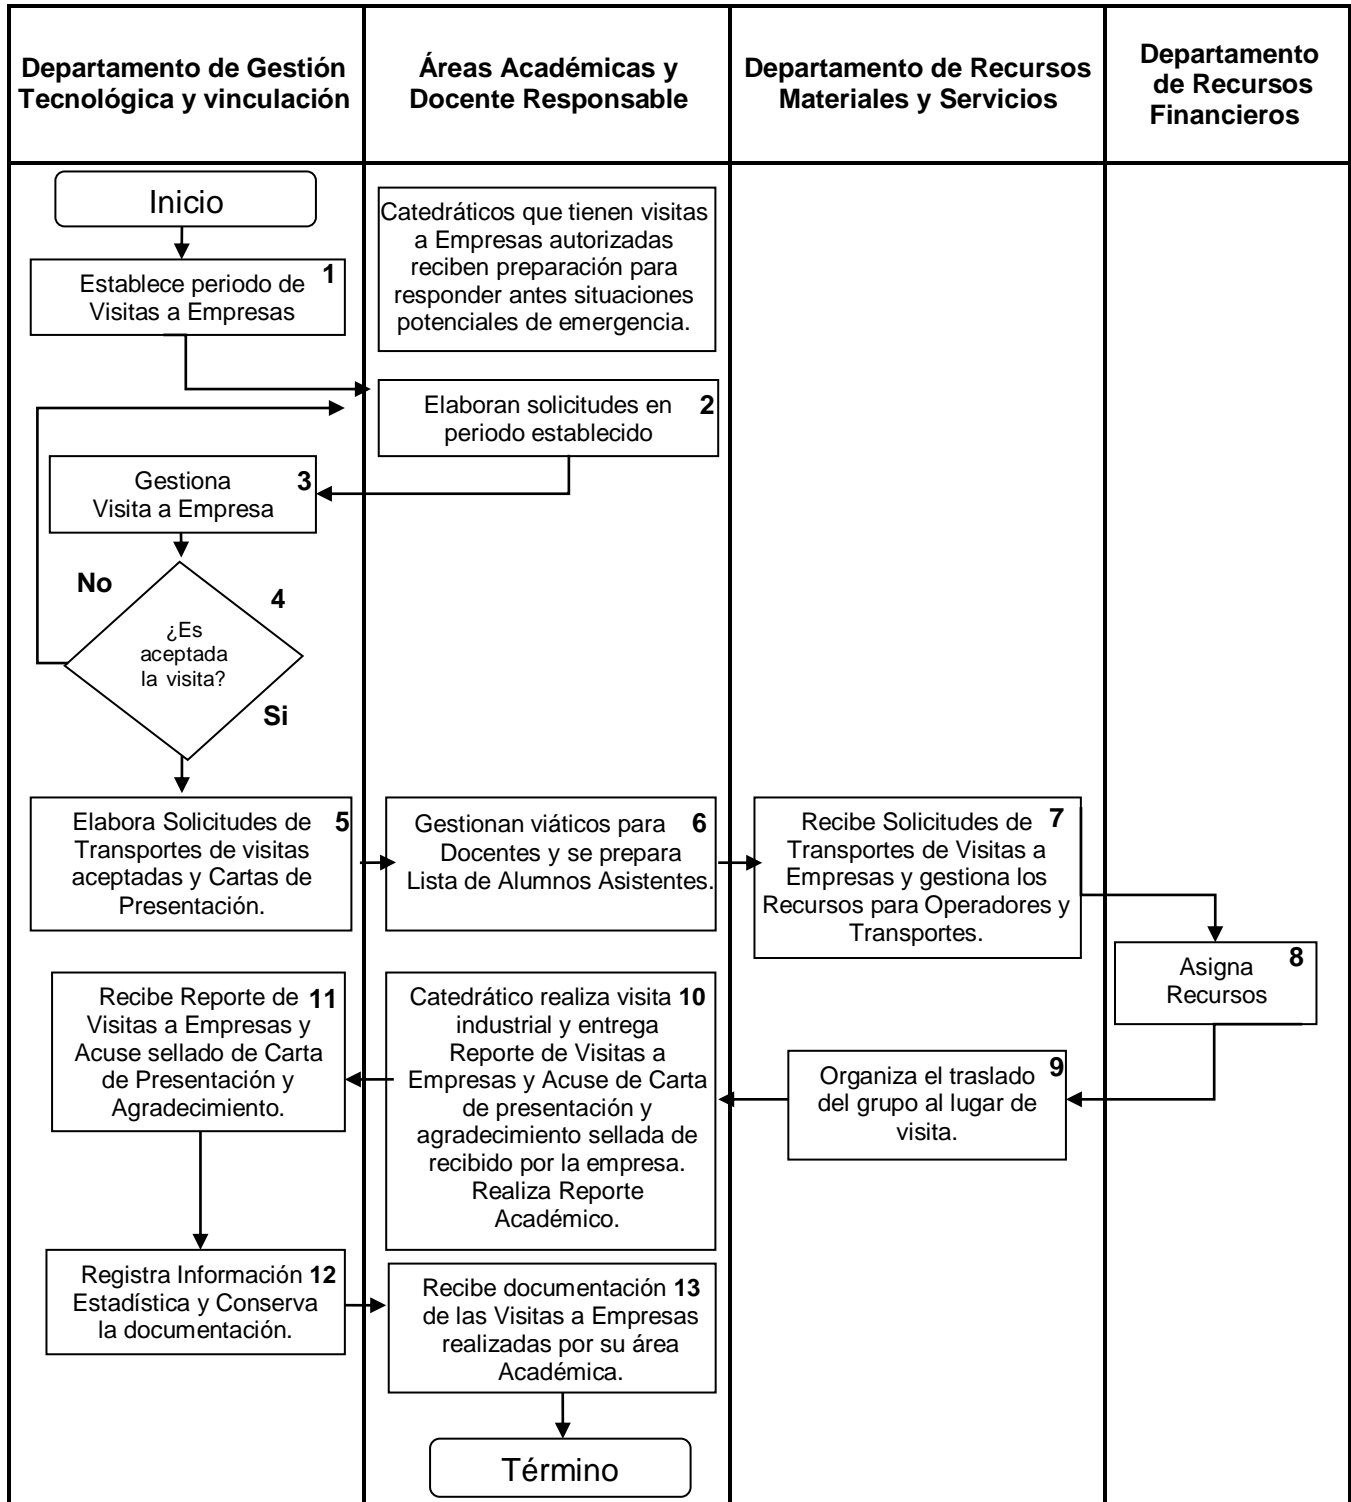 Departamento de Gestión
Tecnológica y vinculación
Áreas Académicas y
Docente Responsable
Departamento de Recursos
Materiales y Servicios
Departamento
de Recursos
Financieros
Inicio
Catedráticos que tienen visitas
a Empresas autorizadas
reciben preparación para
responder antes situaciones
potenciales de emergencia.
1
Establece periodo de
Visitas a Empresas
Elaboran solicitudes en 2
periodo establecido
Gestiona 3
Visita a Empresa
No
4
¿Es
aceptada
la visita?
Si
Elabora Solicitudes de 5
Transportes de visitas
aceptadas y Cartas de
Presentación.
Gestionan viáticos para 6
Docentes y se prepara
Lista de Alumnos Asistentes.
Recibe Solicitudes de 7
Transportes de Visitas a
Empresas y gestiona los
Recursos para Operadores y
Transportes.
Asigna 8
Recursos
9
Organiza el traslado
del grupo al lugar de
visita.
Catedrático realiza visita 10
industrial y entrega
Reporte de Visitas a
Empresas y Acuse de Carta
de presentación y
agradecimiento sellada de
recibido por la empresa.
Realiza Reporte
Académico.
Recibe Reporte de 11
Visitas a Empresas y
Acuse sellado de Carta
de Presentación y
Agradecimiento.
Registra Información 12
Estadística y Conserva
la documentación.
Recibe documentación 13
de las Visitas a Empresas
realizadas por su área
Académica.
Término